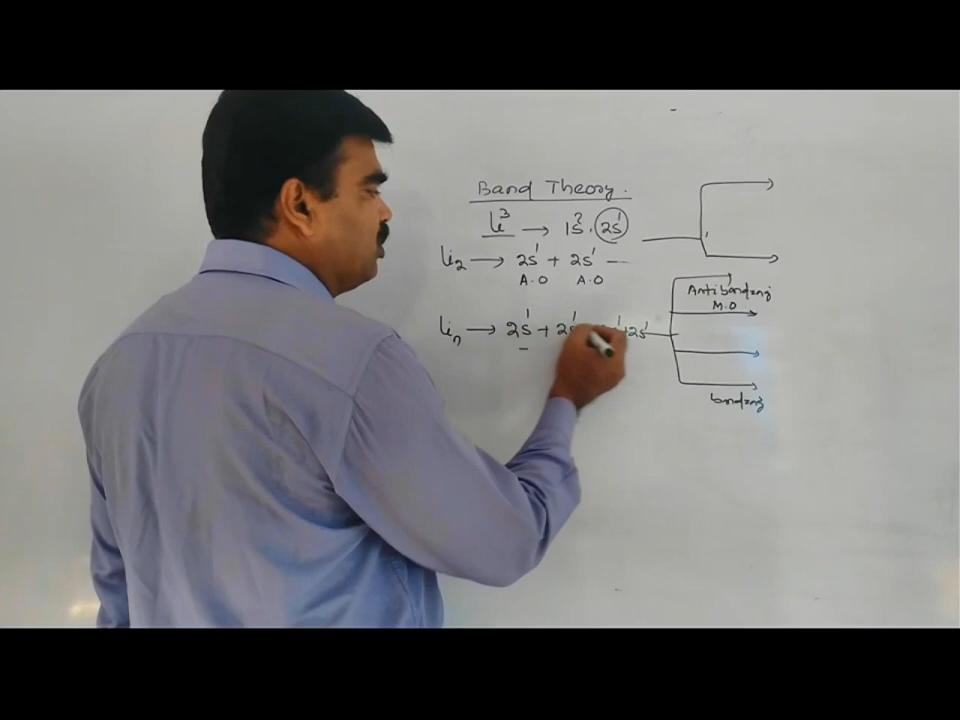 Band Theory.
Li³ → 1s². 2s¹
Li₂ → 2s¹ + 2s¹
A.O A.O
Antibonding
M.O
Liₙ → 2s¹ + 2s¹ +2s¹
bonding